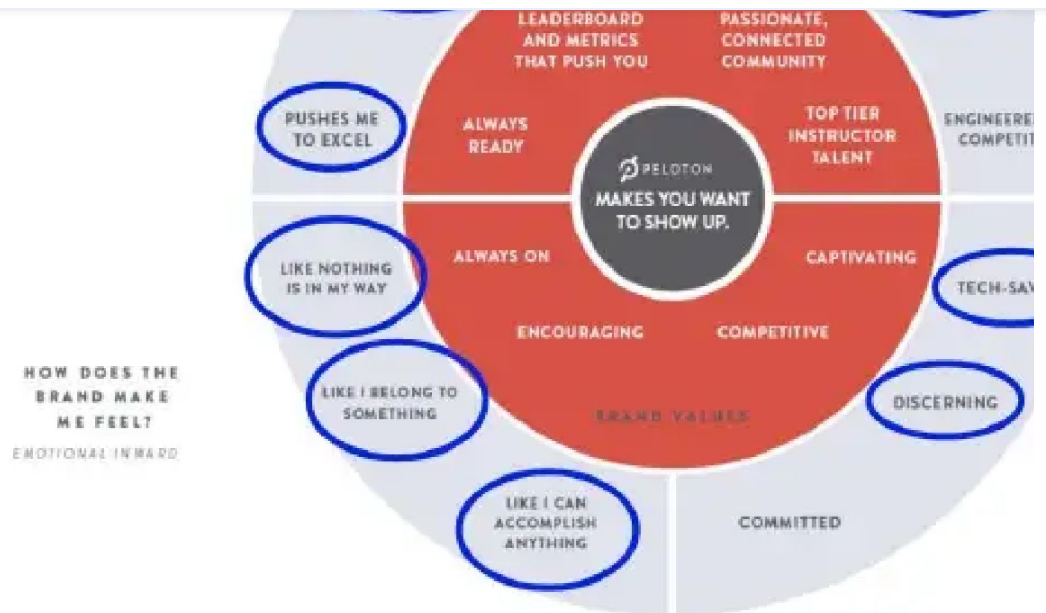 LEADERBOARD
AND METRICS
THAT PUSH YOU
PASSIONATE,
CONNECTED
COMMUNITY
PUSHES ME
TO EXCEL
ALWAYS
READY
TOP TIER
INSTRUCTOR
TALENT
PELOTON
MAKES YOU WANT
TO SHOW UP.
LIKE NOTHING
IS IN MY WAY
ALWAYS ON
CAPTIVATING
ENCOURAGING
COMPETITIVE
HOW DOES THE
BRAND MAKE
ME FEEL?
EMOTIONAL INWARD
LIKE I BELONG TO
SOMETHING
BRAND VALUES
DISCERNING
LIKE I CAN
ACCOMPLISH
ANYTHING
COMMITTED